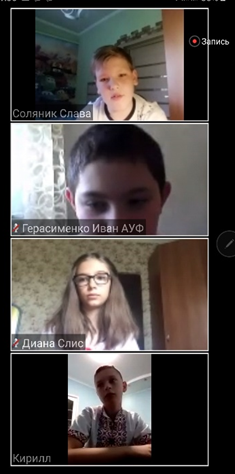 Запись
Соляник Слава
Герасименко Иван АУФ
Диана Слис
Кирилл